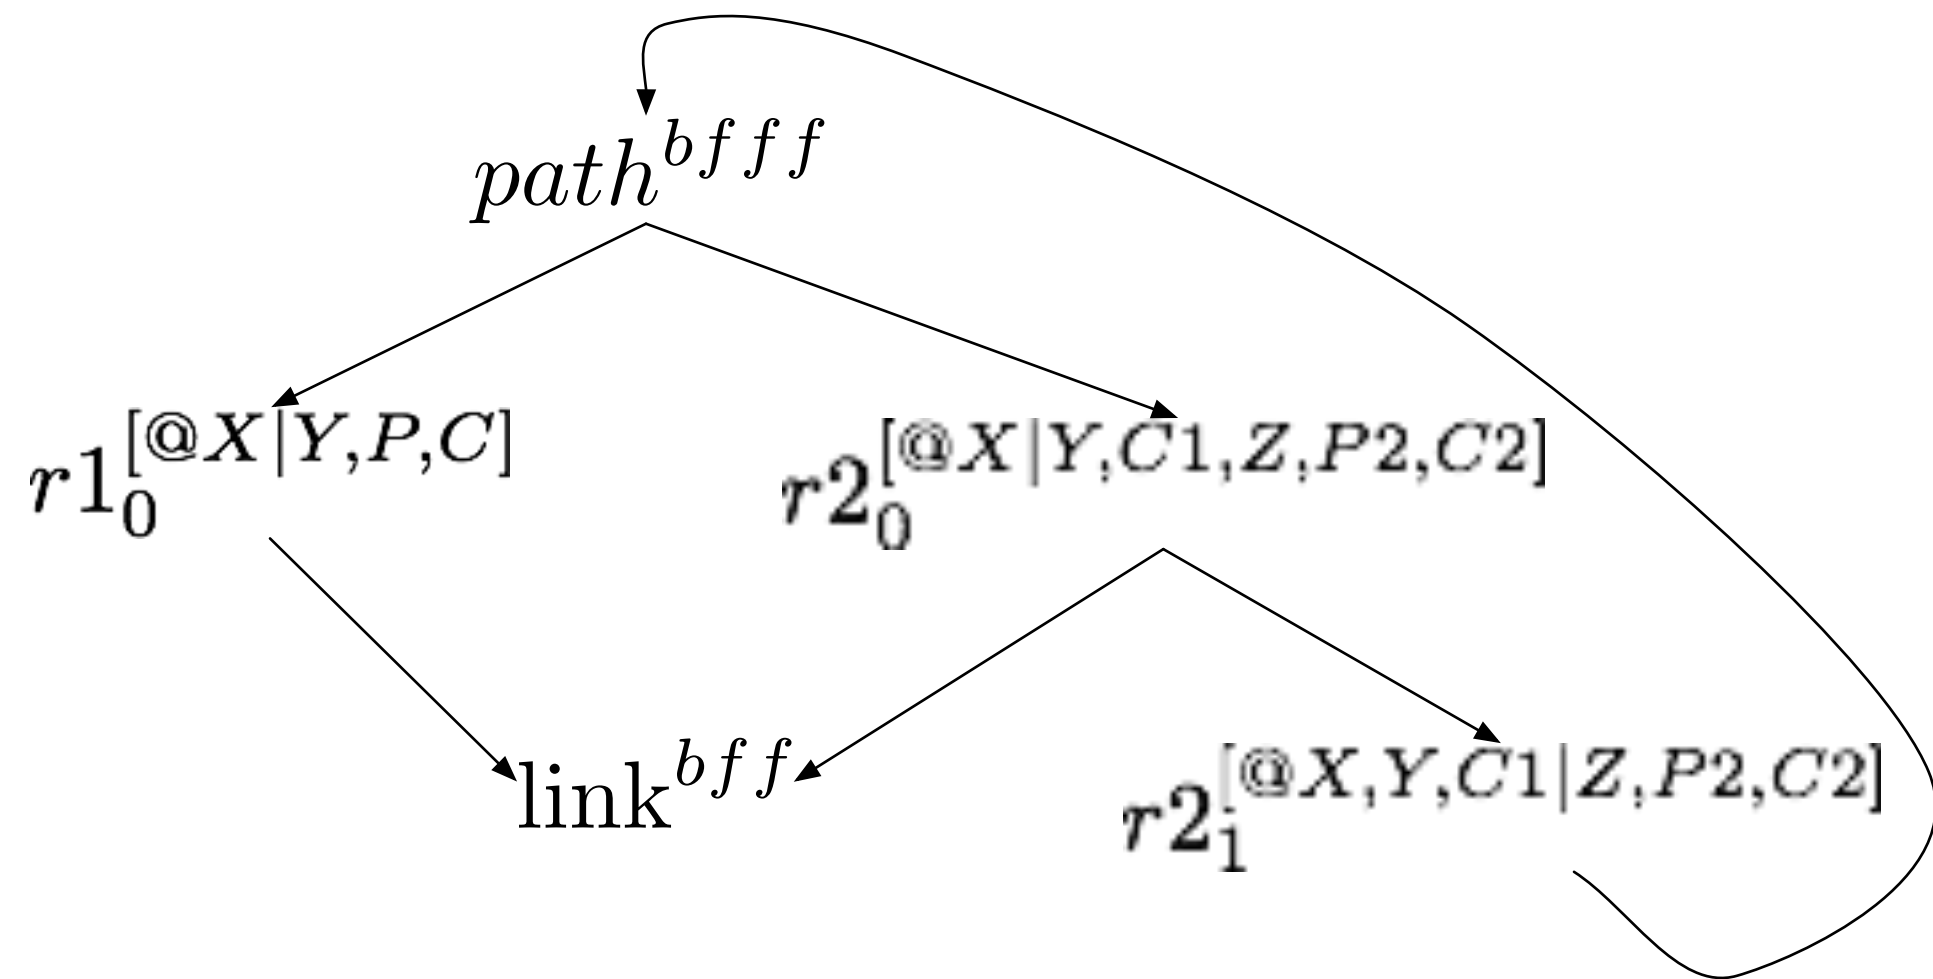 path^{bfff}
r1_0^{[@X|Y,P,C]}
r2_0^{[@X|Y,C1,Z,P2,C2]}
link^{bff}
r2_1^{[@X,Y,C1|Z,P2,C2]}